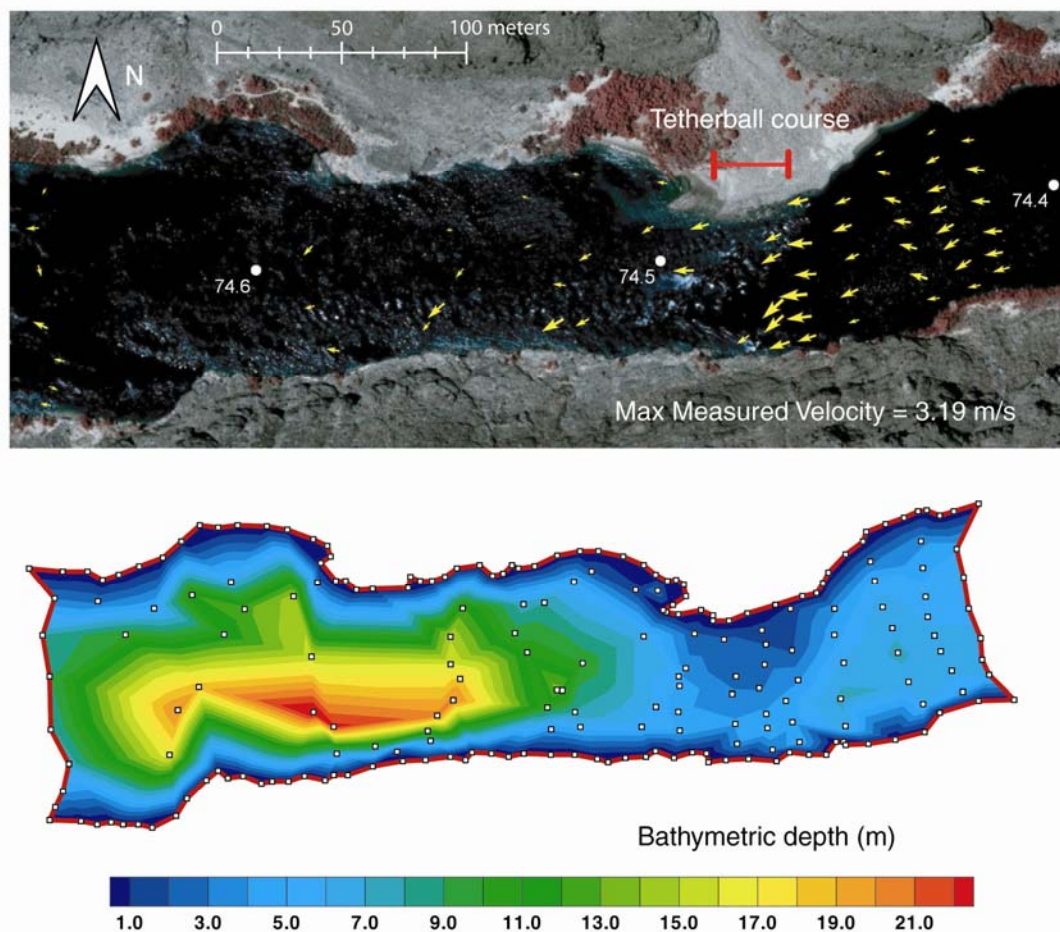 0 50 100 meters
N
Tetherball course
74.4
74.5
74.6
Max Measured Velocity = 3.19 m/s
Bathymetric depth (m)
1.0 3.0 5.0 7.0 9.0 11.0 13.0 15.0 17.0 19.0 21.0